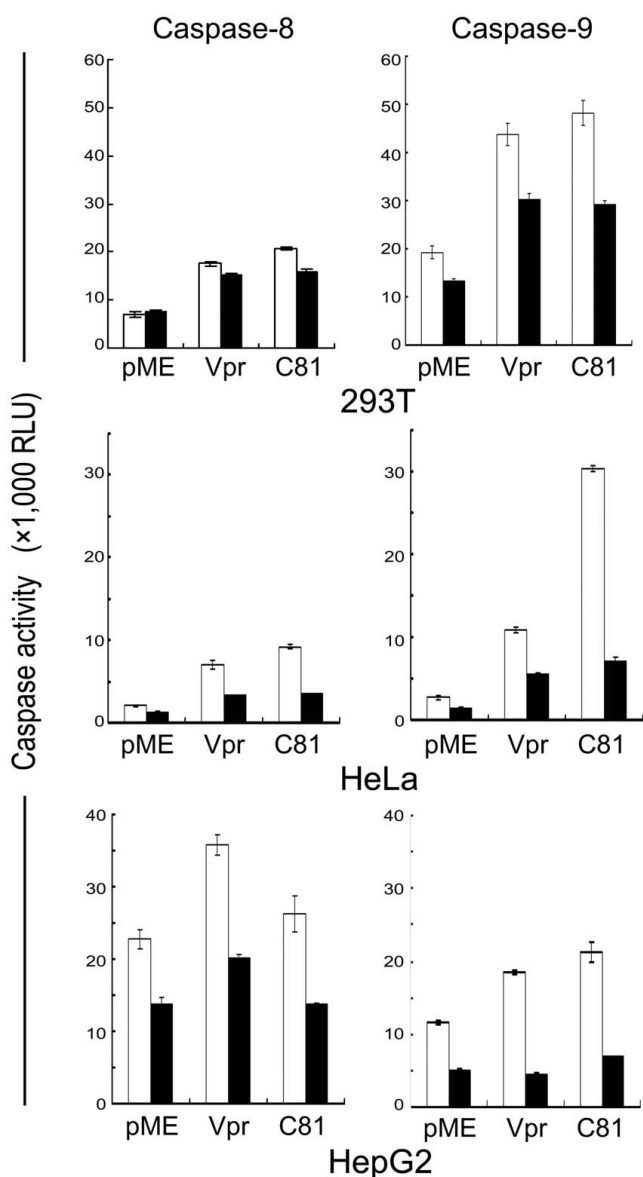 Caspase-8 Caspase-9
Caspase activity (×1,000 RLU)
60 60
50 50
40 40
30 30
20 20
10 10
0 0
pME Vpr C81 pME Vpr C81
293T
30 30
20 20
10 10
0 0
pME Vpr C81 pME Vpr C81
HeLa
40 40
30 30
20 20
10 10
0 0
pME Vpr C81 pME Vpr C81
HepG2